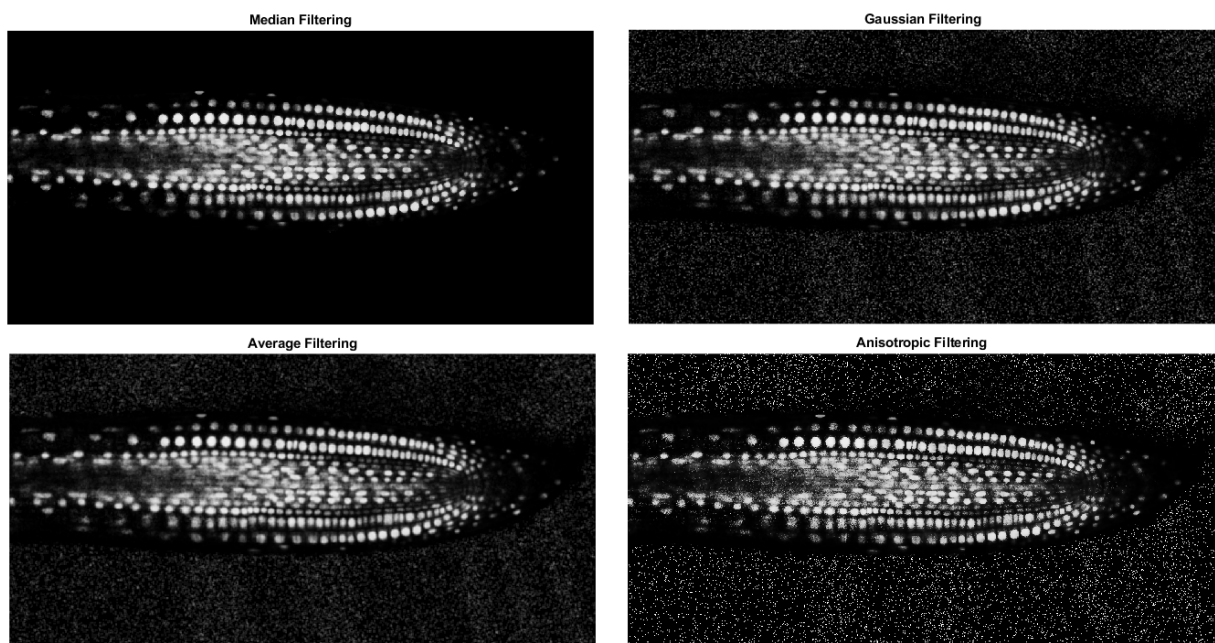 Median Filtering
Gaussian Filtering
Average Filtering
Anisotropic Filtering